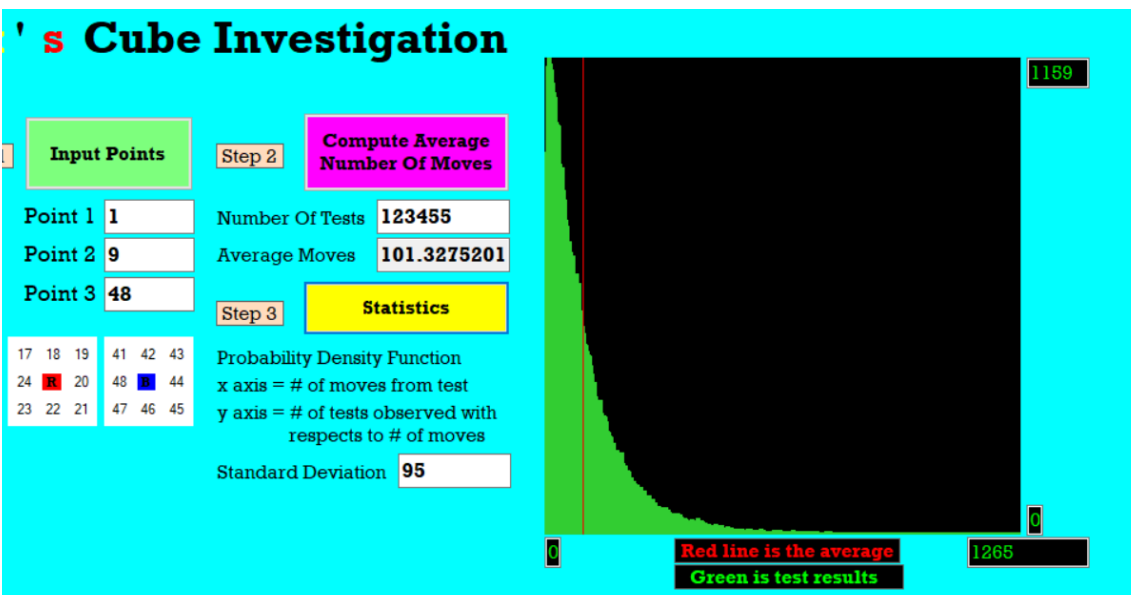 's Cube Investigation
1159
Input Points
Step 2
Compute Average
Number Of Moves
Point 1 1
Number Of Tests 123455
Point 2 9
Average Moves 101.3275201
Point 3 48
Step 3
Statistics
17 18 19 41 42 43
Probability Density Function
24 R 20 48 B 44
x axis = # of moves from test
23 22 21 47 46 45
y axis = # of tests observed with
respects to # of moves
Standard Deviation 95
0
0
Red line is the average
1265
Green is test results